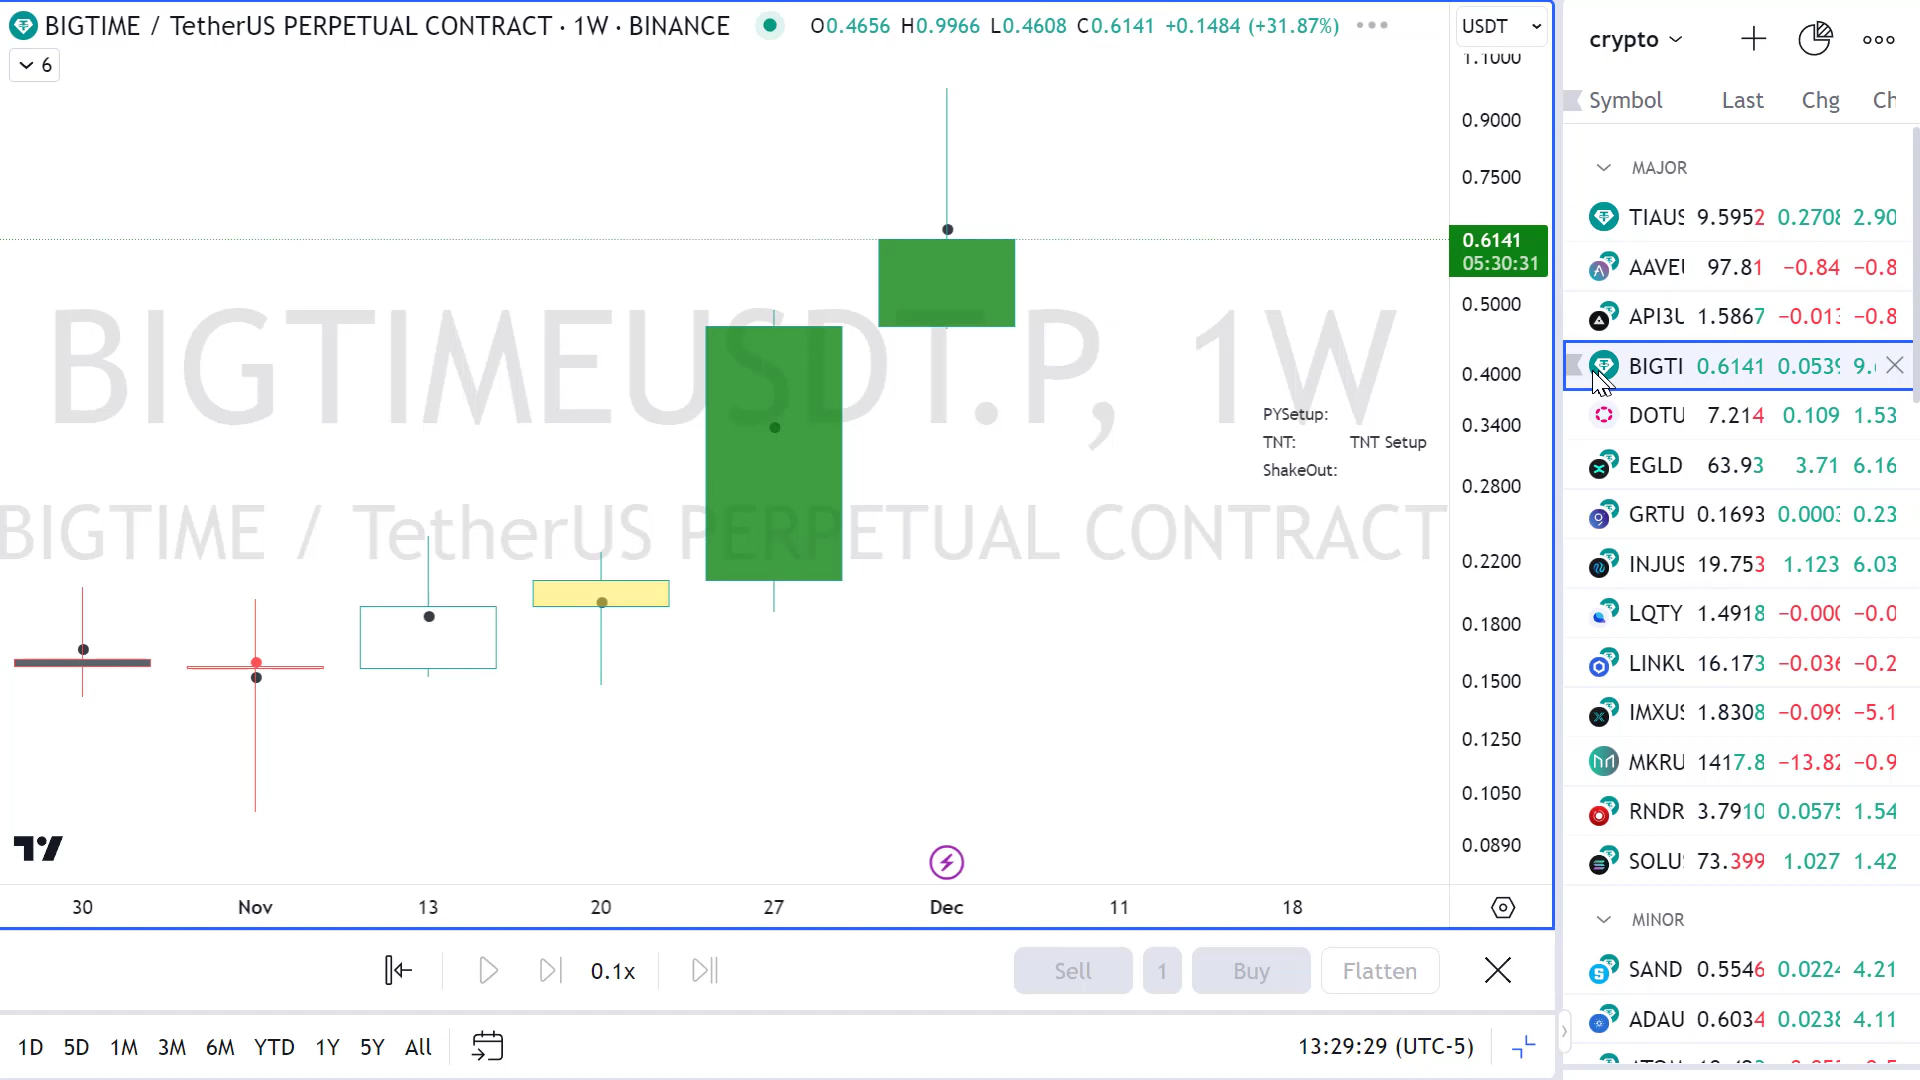 BIGTIME / TetherUS PERPETUAL CONTRACT · 1W · BINANCE
O0.4656 H0.9966 L0.4608 C0.6141 +0.1484 (+31.87%)
6
USDT
1.1000
0.9000
0.7500
0.6141
05:30:31
0.5000
0.4000
0.3400
0.2800
0.2200
0.1800
0.1500
0.1250
0.1050
0.0890
BIGTIMEUSDT.P, 1W
BIGTIME / TetherUS PERPETUAL CONTRACT
PYSetup:
TNT: TNT Setup
ShakeOut:
30 Nov 13 20 27 Dec 11 18
0.1x
Sell 1 Buy Flatten
1D 5D 1M 3M 6M YTD 1Y 5Y All
13:29:29 (UTC-5)
crypto
Symbol Last Chg Ch
MAJOR
TIAUS 9.5952 0.2708 2.90
AAVEU 97.81 −0.84 −0.8
API3U 1.5867 −0.013 −0.8
BIGTI 0.6141 0.0539 9.
DOTU 7.214 0.109 1.53
EGLD 63.93 3.71 6.16
GRTU 0.1693 0.0003 0.23
INJUS 19.753 1.123 6.03
LQTY 1.4918 −0.000 −0.0
LINKU 16.173 −0.036 −0.2
IMXUS 1.8308 −0.099 −5.1
MKRU 1417.8 −13.82 −0.9
RNDR 3.7910 0.0575 1.54
SOLU 73.399 1.027 1.42
MINOR
SAND 0.5546 0.0224 4.21
ADAU 0.6034 0.0238 4.11